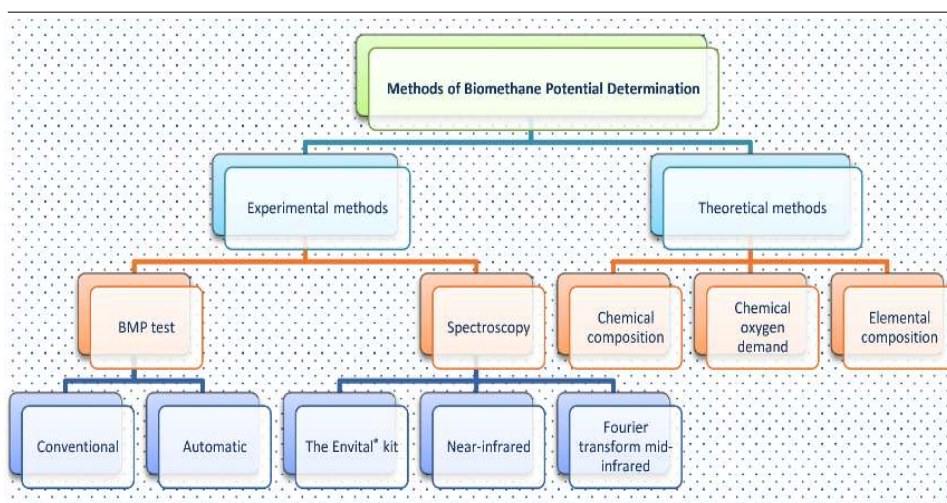 Methods of Biomethane Potential Determination
Experimental methods
Theoretical methods
BMP test
Spectroscopy
Chemical
composition
Chemical
oxygen
demand
Elemental
composition
Conventional
Automatic
The Envital® kit
Near-infrared
Fourier
transform mid-
infrared